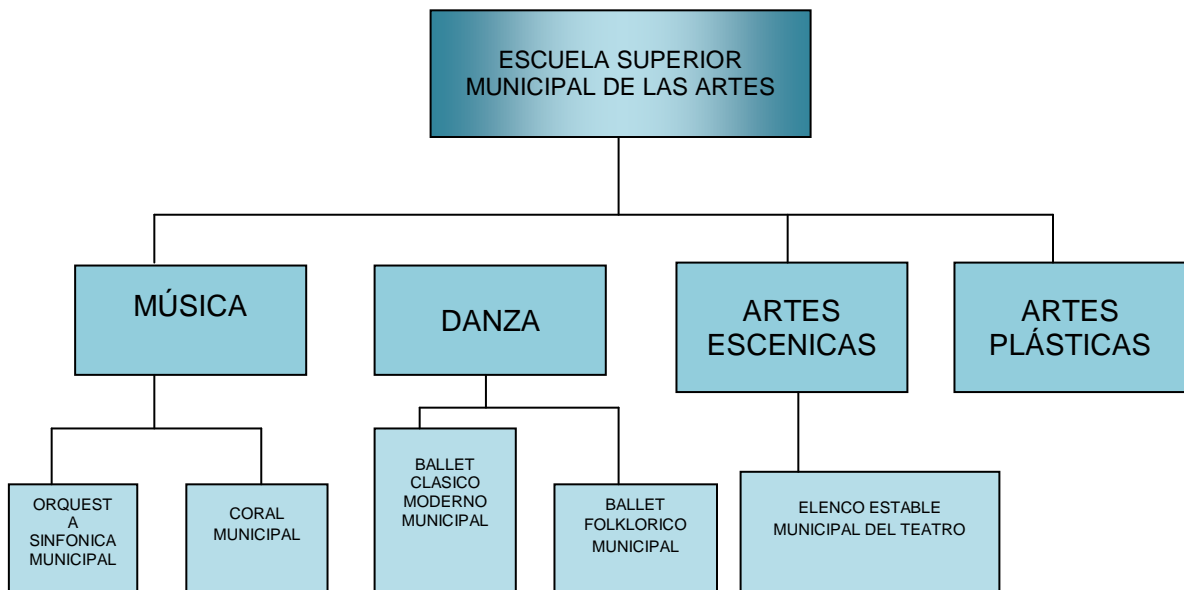 ESCUELA SUPERIOR
MUNICIPAL DE LAS ARTES
MÚSICA
DANZA
ARTES
ESCENICAS
ARTES
PLÁSTICAS
ORQUEST
A
SINFONICA
MUNICIPAL
CORAL
MUNICIPAL
BALLET
CLASICO
MODERNO
MUNICIPAL
BALLET
FOLKLORICO
MUNICIPAL
ELENCO ESTABLE
MUNICIPAL DEL TEATRO